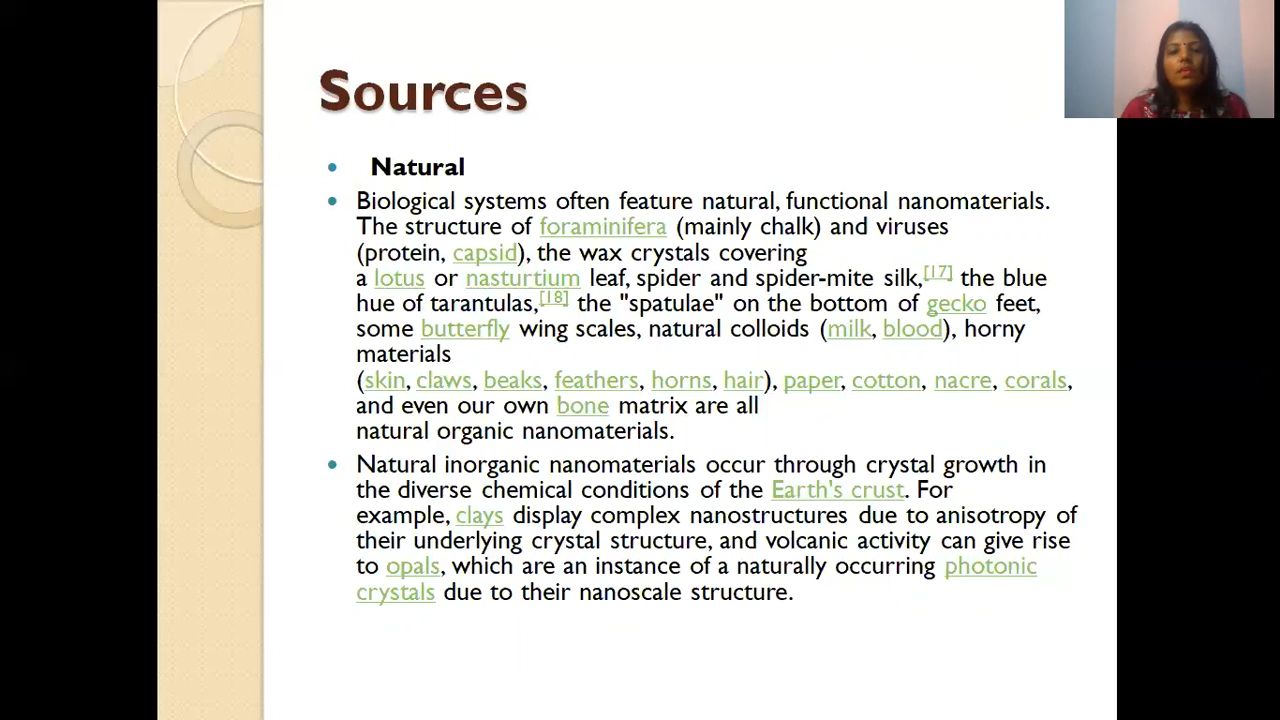 Sources
• Natural
• Biological systems often feature natural, functional nanomaterials.
The structure of foraminifera (mainly chalk) and viruses
(protein, capsid), the wax crystals covering
a lotus or nasturtium leaf, spider and spider-mite silk,[17] the blue
hue of tarantulas,[18] the "spatulae" on the bottom of gecko feet,
some butterfly wing scales, natural colloids (milk, blood), horny
materials
(skin, claws, beaks, feathers, horns, hair), paper, cotton, nacre, corals,
and even our own bone matrix are all
natural organic nanomaterials.
• Natural inorganic nanomaterials occur through crystal growth in
the diverse chemical conditions of the Earth's crust. For
example, clays display complex nanostructures due to anisotropy of
their underlying crystal structure, and volcanic activity can give rise
to opals, which are an instance of a naturally occurring photonic
crystals due to their nanoscale structure.